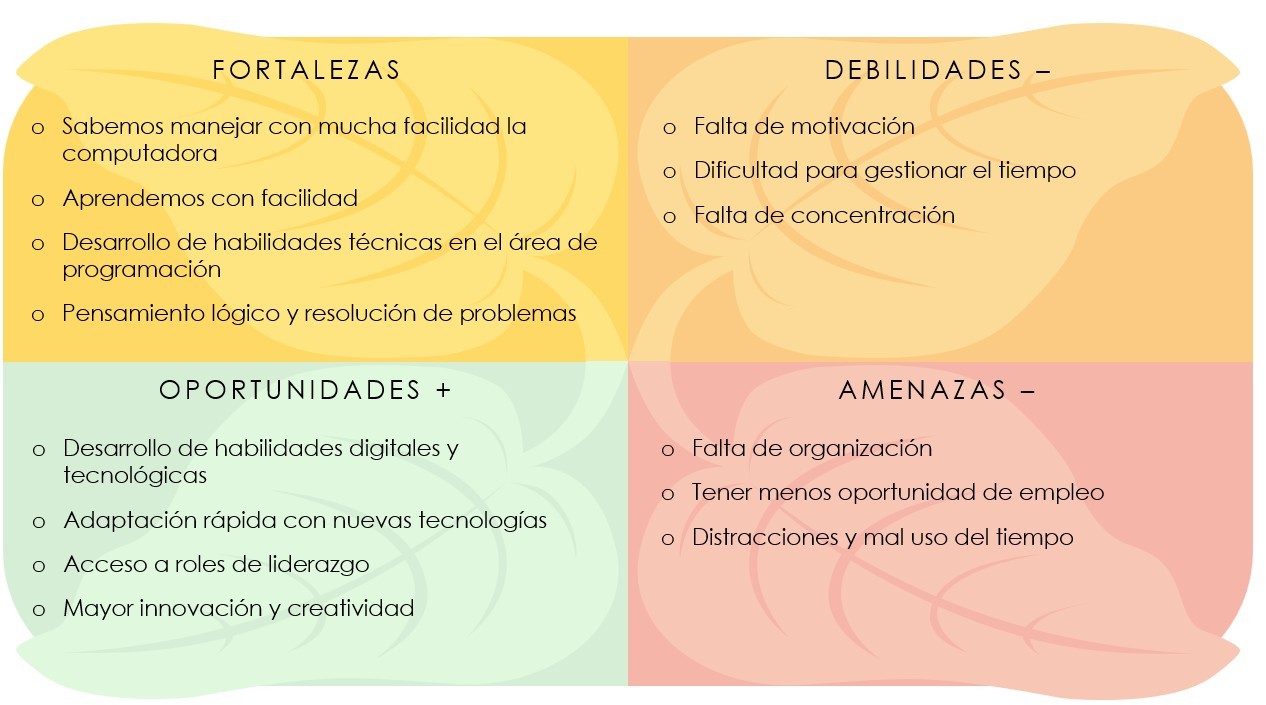 FORTALEZAS
o Sabemos manejar con mucha facilidad la
computadora
o Aprendemos con facilidad
o Desarrollo de habilidades técnicas en el área de
programación
o Pensamiento lógico y resolución de problemas
DEBILIDADES –
o Falta de motivación
o Dificultad para gestionar el tiempo
o Falta de concentración
OPORTUNIDADES +
o Desarrollo de habilidades digitales y
tecnológicas
o Adaptación rápida con nuevas tecnologías
o Acceso a roles de liderazgo
o Mayor innovación y creatividad
AMENAZAS –
o Falta de organización
o Tener menos oportunidad de empleo
o Distracciones y mal uso del tiempo